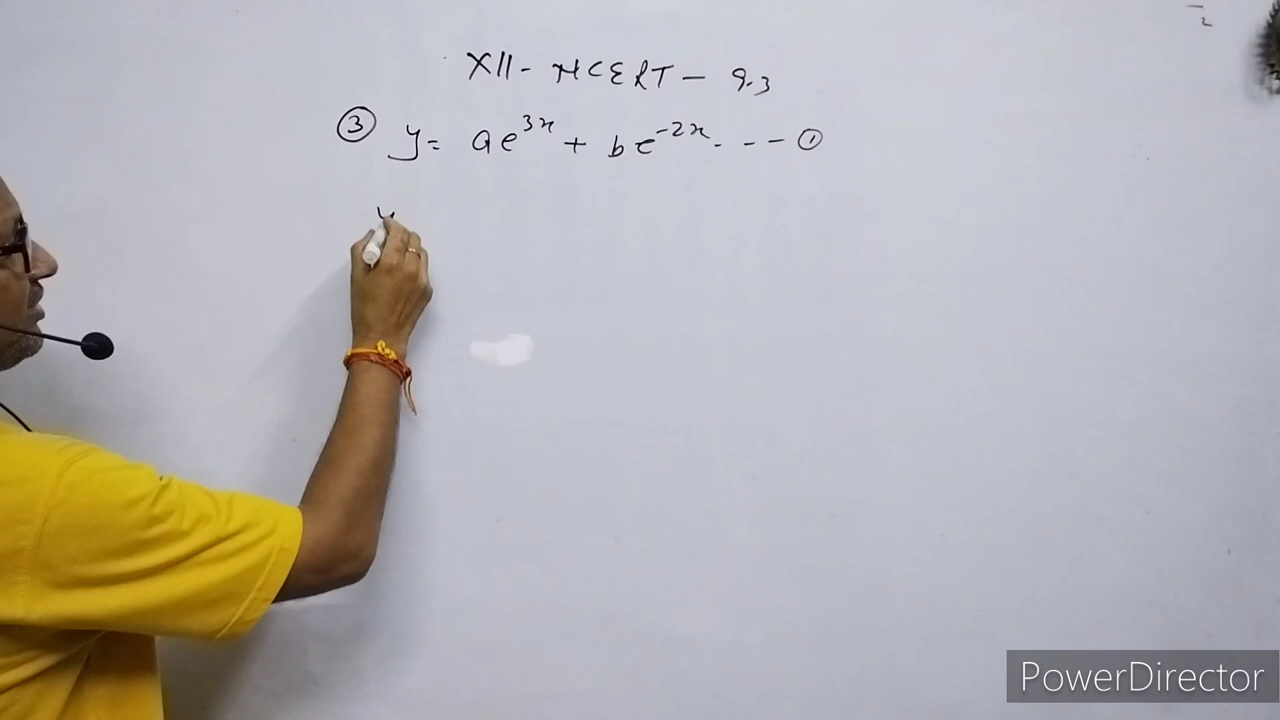 XII - NCERT - 9.3
③ y = ae^3x + be^-2x - - - ①
y
PowerDirector